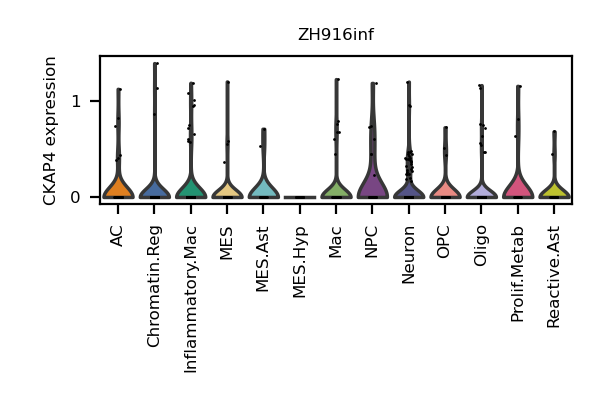 ZH916inf
CKAP4 expression
1
0
AC
Chromatin.Reg
Inflammatory.Mac
MES
MES.Ast
MES.Hyp
Mac
NPC
Neuron
OPC
Oligo
Prolif.Metab
Reactive.Ast